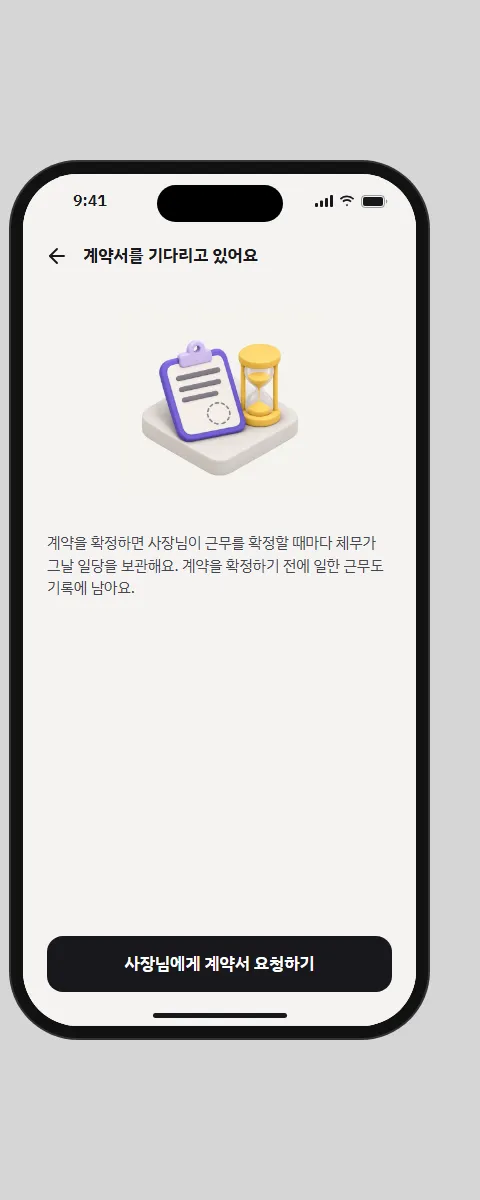 9:41
계약서를 기다리고 있어요
계약을 확정하면 사장님이 근무를 확정할 때마다 체무가
그날 일당을 보관해요. 계약을 확정하기 전에 일한 근무도
기록에 남아요.
사장님에게 계약서 요청하기